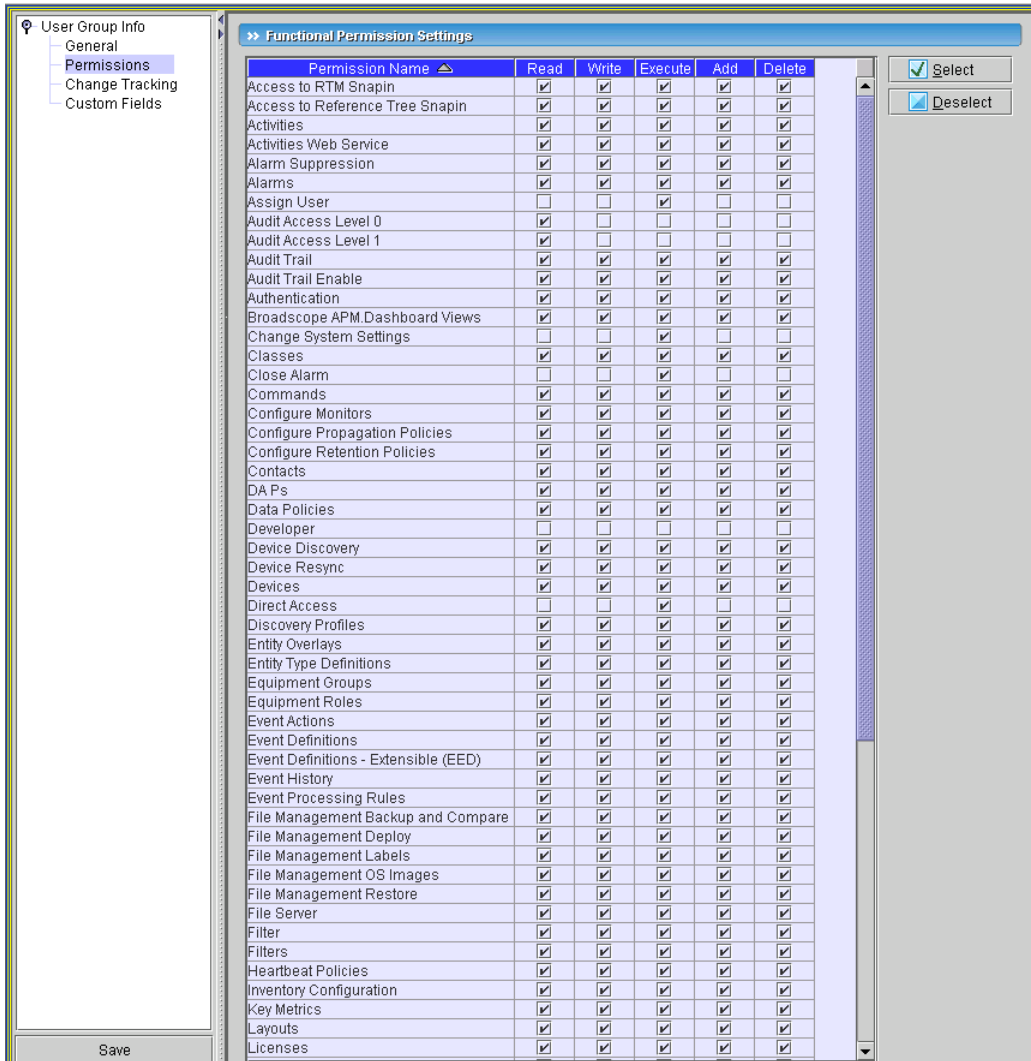 User Group Info
General
Permissions
Change Tracking
Custom Fields
Save
>> Functional Permission Settings
Permission Name Read Write Execute Add Delete
Access to RTM Snapin
Access to Reference Tree Snapin
Activities
Activities Web Service
Alarm Suppression
Alarms
Assign User
Audit Access Level 0
Audit Access Level 1
Audit Trail
Audit Trail Enable
Authentication
Broadscope APM.Dashboard Views
Change System Settings
Classes
Close Alarm
Commands
Configure Monitors
Configure Propagation Policies
Configure Retention Policies
Contacts
DA Ps
Data Policies
Developer
Device Discovery
Device Resync
Devices
Direct Access
Discovery Profiles
Entity Overlays
Entity Type Definitions
Equipment Groups
Equipment Roles
Event Actions
Event Definitions
Event Definitions - Extensible (EED)
Event History
Event Processing Rules
File Management Backup and Compare
File Management Deploy
File Management Labels
File Management OS Images
File Management Restore
File Server
Filter
Filters
Heartbeat Policies
Inventory Configuration
Key Metrics
Layouts
Licenses
Select
Deselect